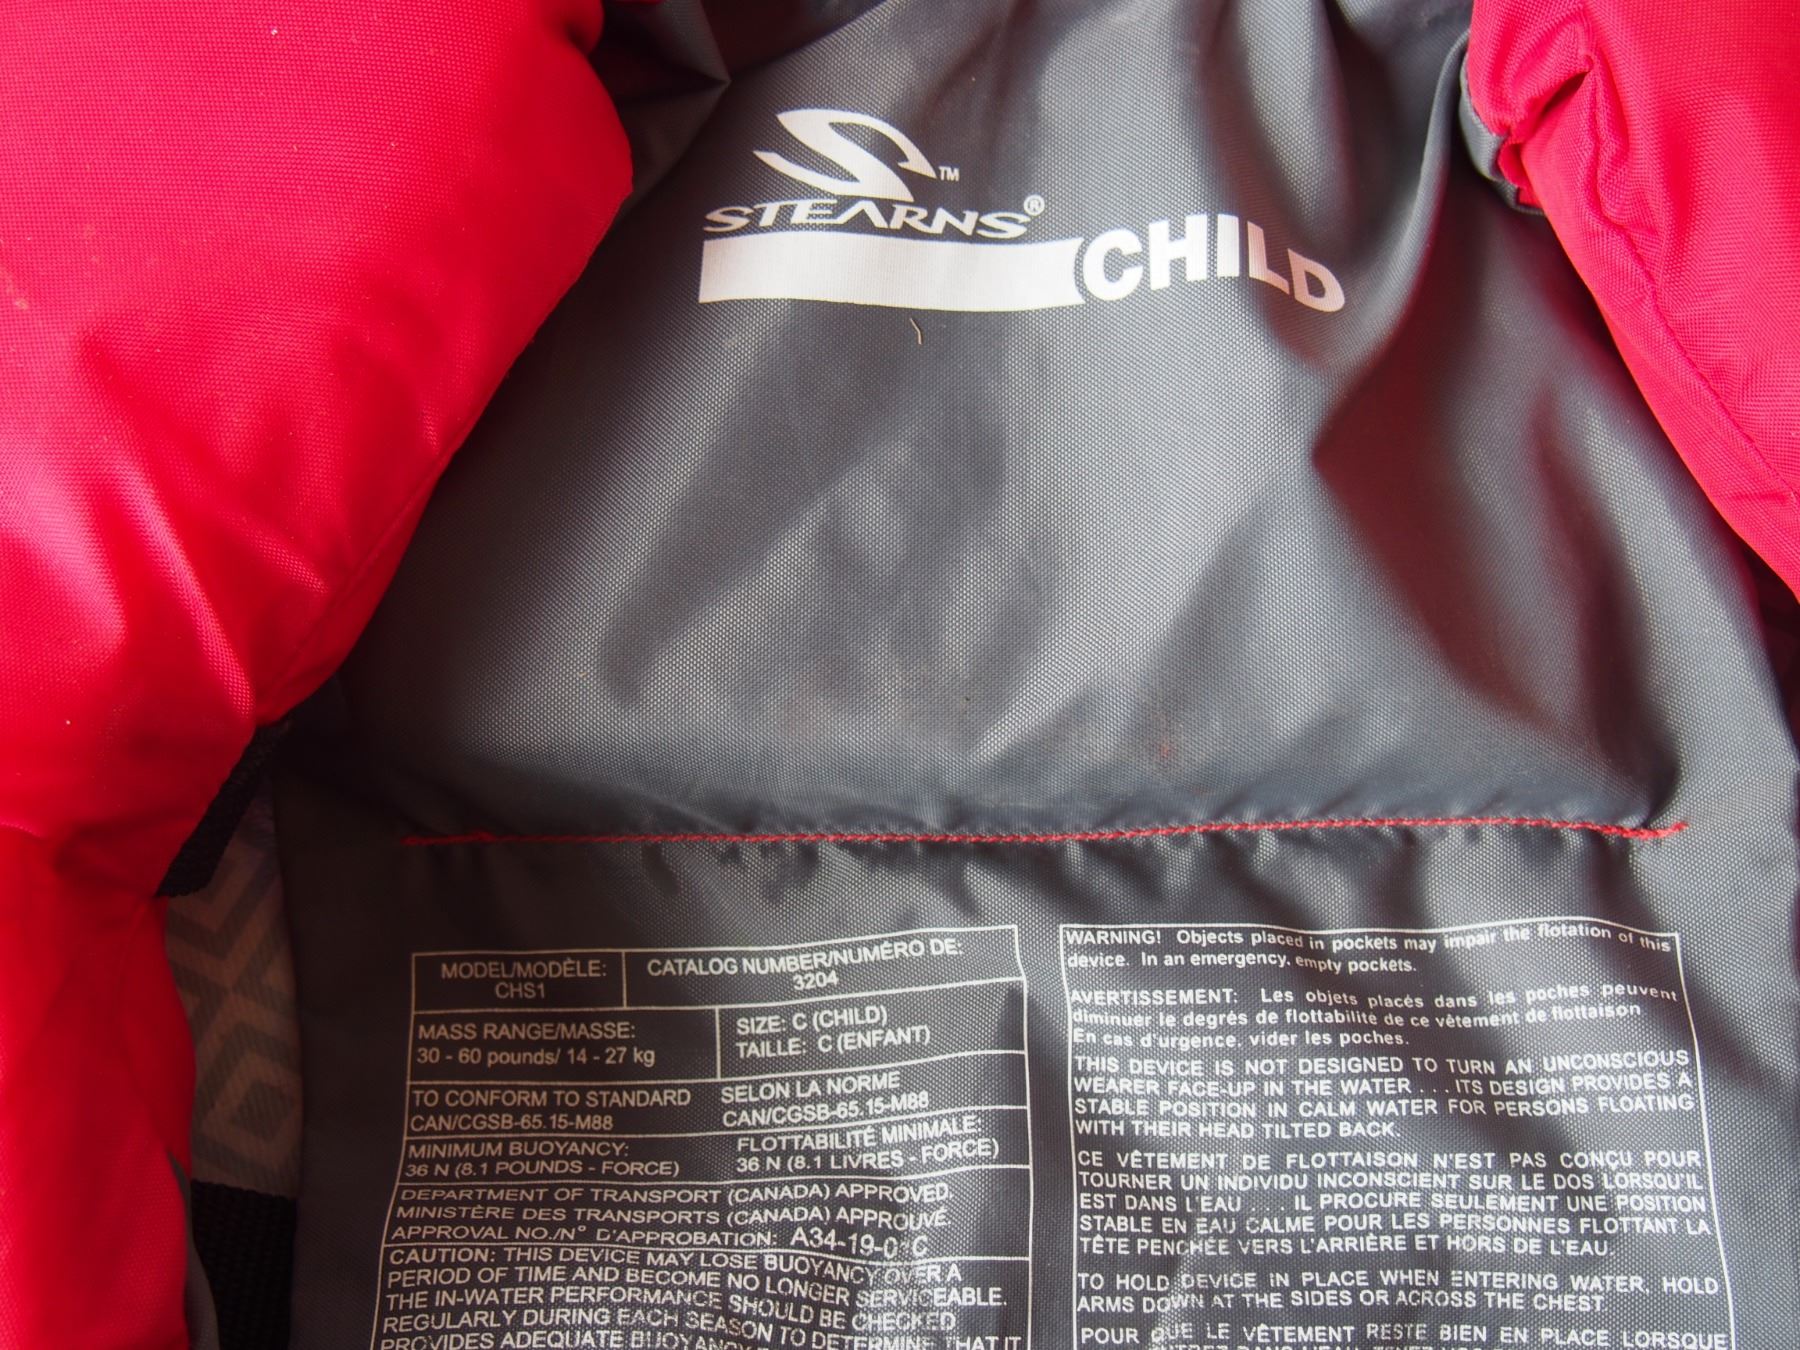 TM
STEARNS®
CHILD
MODEL/MODÈLE:
CHS1
CATALOG NUMBER/NUMÉRO DE:
3204
MASS RANGE/MASSE:
30 - 60 pounds/ 14 - 27 kg
SIZE: C (CHILD)
TAILLE: C (ENFANT)
TO CONFORM TO STANDARD
CAN/CGSB-65.15-M88
SELON LA NORME
CAN/CGSB-65.15-M88
MINIMUM BUOYANCY:
36 N (8.1 POUNDS - FORCE)
FLOTTABILITÉ MINIMALE:
36 N (8.1 LIVRES - FORCE)
DEPARTMENT OF TRANSPORT (CANADA) APPROVED.
MINISTÈRE DES TRANSPORTS (CANADA) APPROUVÉ.
APPROVAL NO./N° D'APPROBATION:
CAUTION: THIS DEVICE MAY LOSE BUOYANCY OVER A
PERIOD OF TIME AND BECOME NO LONGER SERVICEABLE.
THE IN-WATER PERFORMANCE SHOULD BE CHECKED
REGULARLY DURING EACH SEASON TO DETERMINE THAT IT
PROVIDES ADEQUATE
WARNING! Objects placed in pockets may impair the flotation of this
device. In an emergency, empty pockets.
AVERTISSEMENT: Les objets placés dans les poches peuvent
diminuer le degrés de flottabilité de ce vêtement de flottaison
En cas d'urgence, vider les poches.
THIS DEVICE IS NOT DESIGNED TO TURN AN UNCONSCIOUS
WEARER FACE-UP IN THE WATER ... ITS DESIGN PROVIDES A
STABLE POSITION IN CALM WATER FOR PERSONS FLOATING
WITH THEIR HEAD TILTED BACK.
CE VÊTEMENT DE FLOTTAISON N'EST PAS CONÇU POUR
TOURNER UN INDIVIDU INCONSCIENT SUR LE DOS LORSQU'IL
EST DANS L'EAU ... IL PROCURE SEULEMENT UNE POSITION
STABLE EN EAU CALME POUR LES PERSONNES FLOTTANT LA
TÊTE PENCHÉE VERS L'ARRIÈRE ET HORS DE L'EAU.
TO HOLD DEVICE IN PLACE WHEN ENTERING WATER, HOLD
ARMS DOWN AT THE SIDES OR ACROSS THE CHEST.
POUR QUE LE VÊTEMENT RESTE BIEN EN PLACE LORSQUE